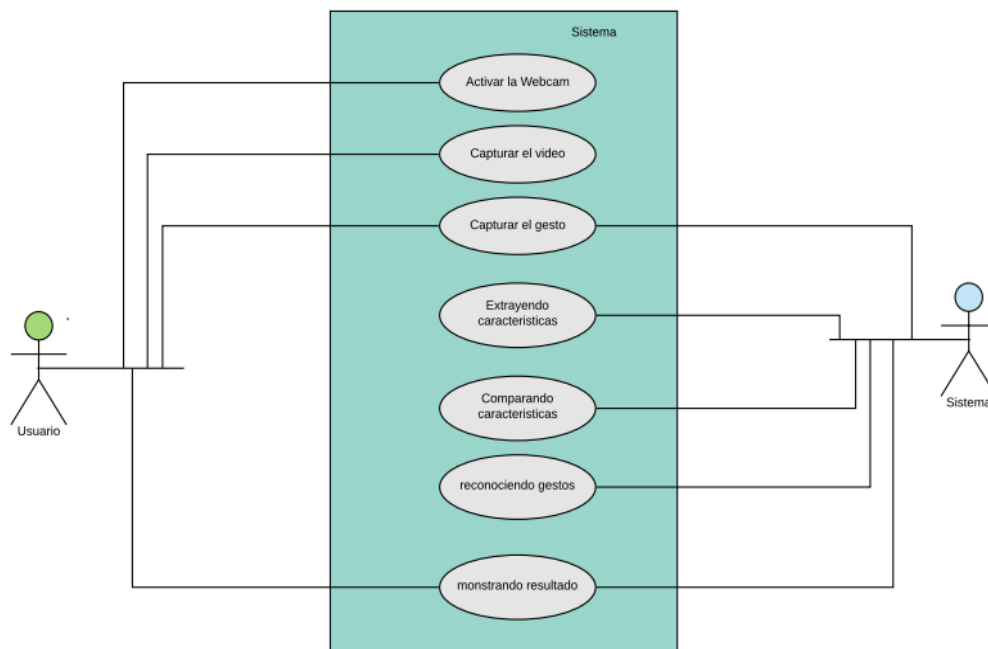 Sistema
Activar la Webcam
Capturar el video
Capturar el gesto
Extrayendo
caracteristicas
Comparando
caracteristicas
Sistema
Usuario
reconociendo gestos
monstrando resultado